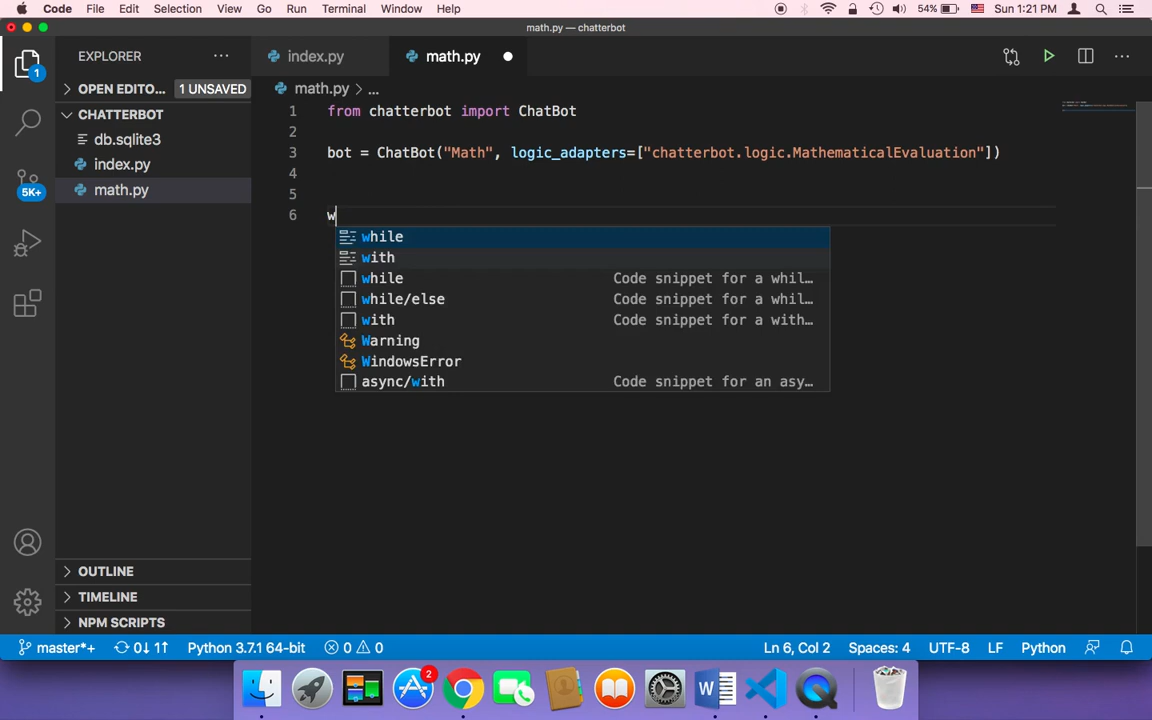 Code File Edit Selection View Go Run Terminal Window Help 54% Sun 1:21 PM
math.py — chatterbot
EXPLORER ...
index.py math.py
1
OPEN EDITO... 1 UNSAVED
math.py > ...
CHATTERBOT
db.sqlite3
index.py
math.py
5K+
1 from chatterbot import ChatBot
2
3 bot = ChatBot("Math", logic_adapters=["chatterbot.logic.MathematicalEvaluation"])
4
5
6 w
while
with
while Code snippet for a whil...
while/else Code snippet for a whil...
with Code snippet for a with...
Warning
WindowsError
async/with Code snippet for an asy...
OUTLINE
TIMELINE
NPM SCRIPTS
master*+ 0↓ 1↑ Python 3.7.1 64-bit 0 0 Ln 6, Col 2 Spaces: 4 UTF-8 LF Python
2
W